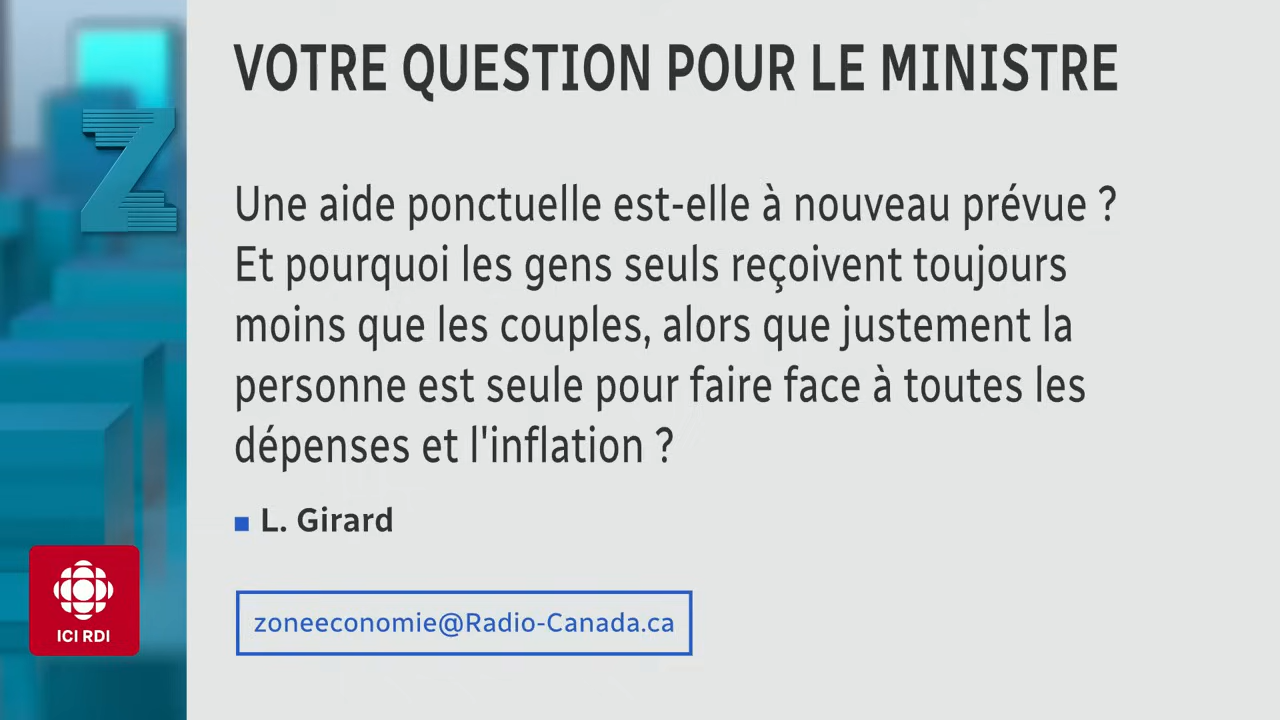 VOTRE QUESTION POUR LE MINISTRE
Une aide ponctuelle est-elle à nouveau prévue ?
Et pourquoi les gens seuls reçoivent toujours
moins que les couples, alors que justement la
personne est seule pour faire face à toutes les
dépenses et l'inflation ?
L. Girard
zoneeconomie@Radio-Canada.ca
Z
ICI RDI